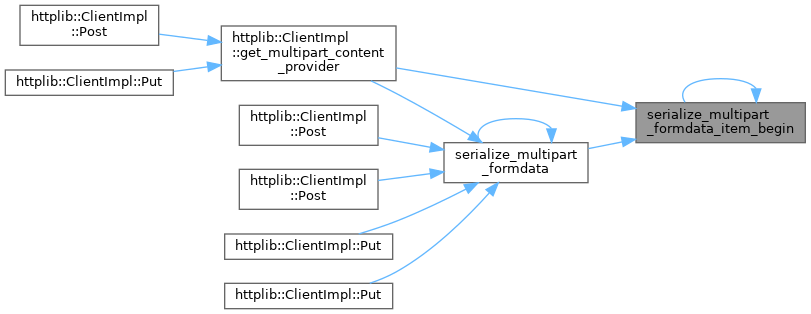 httplib::ClientImpl
::Post
httplib::ClientImpl::Put
httplib::ClientImpl
::get_multipart_content
_provider
httplib::ClientImpl
::Post
httplib::ClientImpl
::Post
httplib::ClientImpl::Put
httplib::ClientImpl::Put
serialize_multipart
_formdata
serialize_multipart
_formdata_item_begin